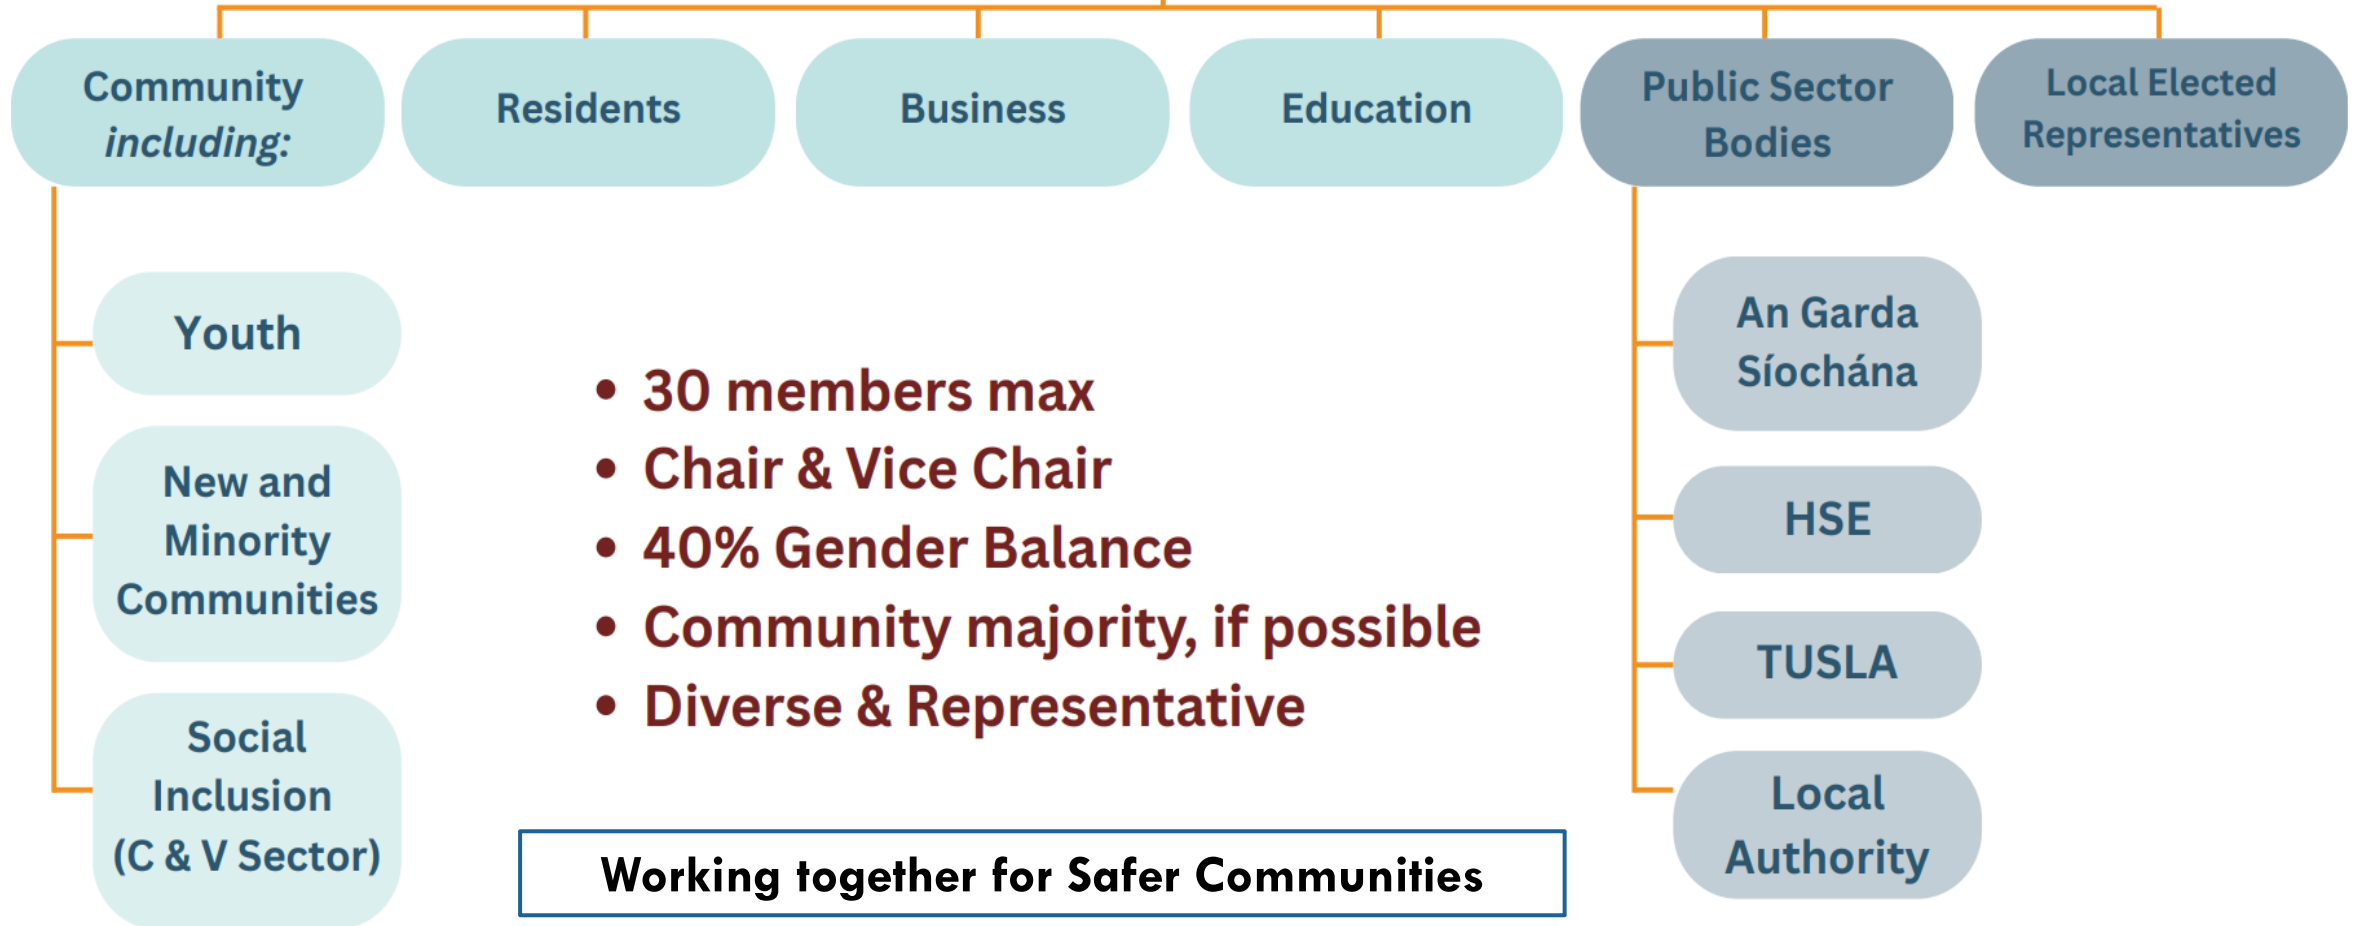 Community
including:
Residents
Business
Education
Public Sector
Bodies
Local Elected
Representatives
Youth
New and
Minority
Communities
Social
Inclusion
(C & V Sector)
• 30 members max
• Chair & Vice Chair
• 40% Gender Balance
• Community majority, if possible
• Diverse & Representative
Working together for Safer Communities
An Garda
Síochána
HSE
TUSLA
Local
Authority